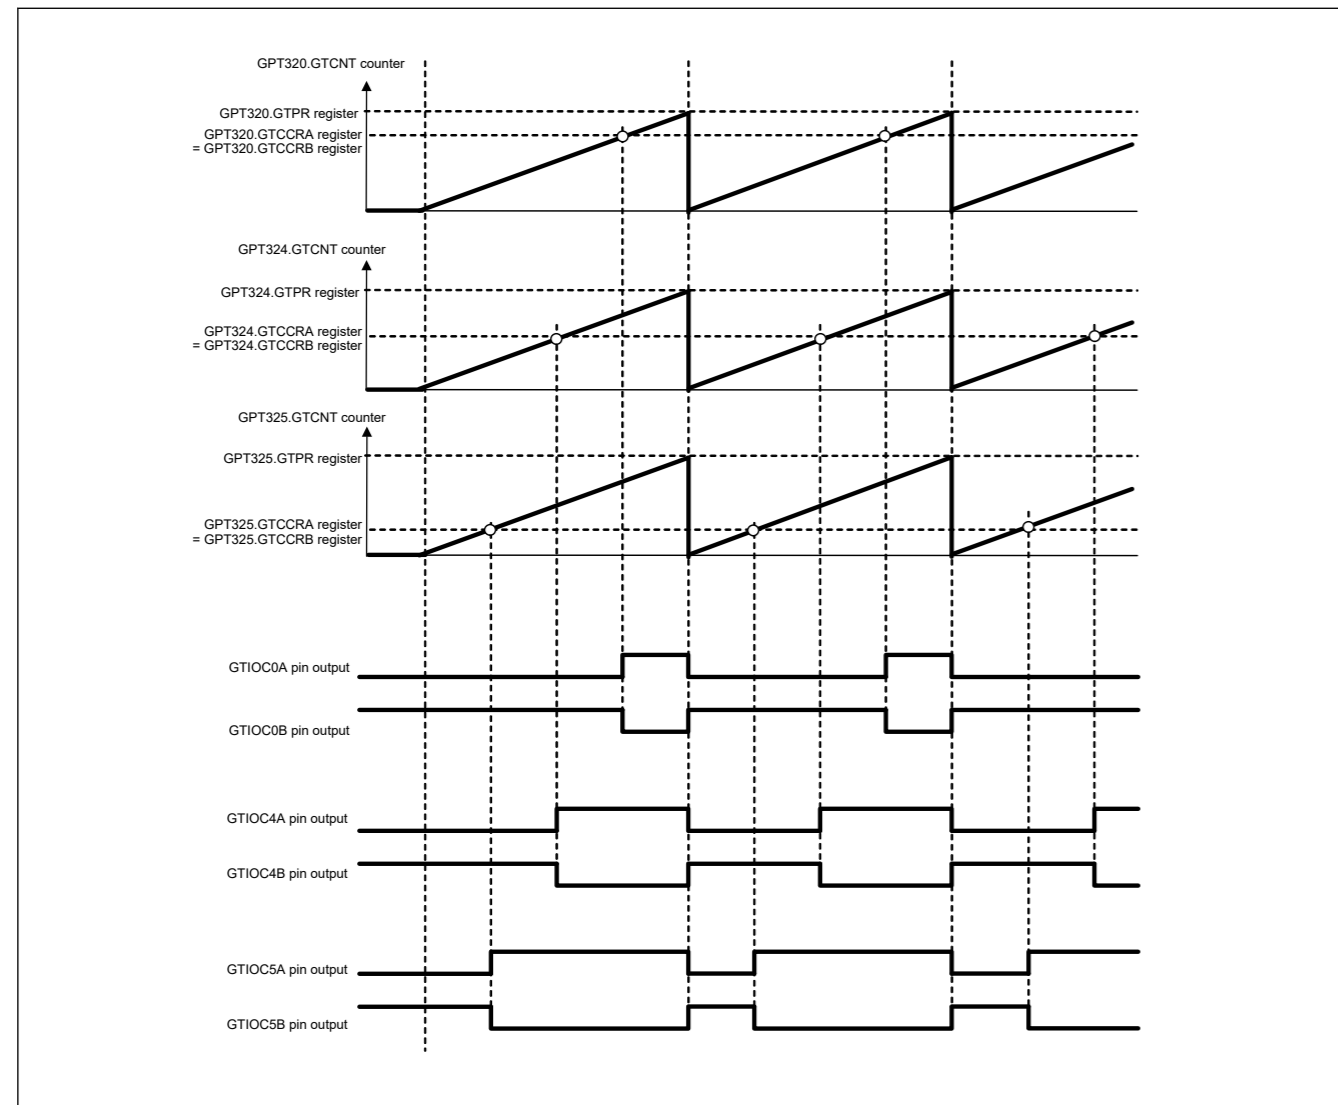 GPT320.GTCNT counter
GPT320.GTPR register
GPT320.GTCCRA register
= GPT320.GTCCRB register
GPT324.GTCNT counter
GPT324.GTPR register
GPT324.GTCCRA register
= GPT324.GTCCRB register
GPT325.GTCNT counter
GPT325.GTPR register
GPT325.GTCCRA register
= GPT325.GTCCRB register
GTIOC0A pin output
GTIOC0B pin output
GTIOC4A pin output
GTIOC4B pin output
GTIOC5A pin output
GTIOC5B pin output